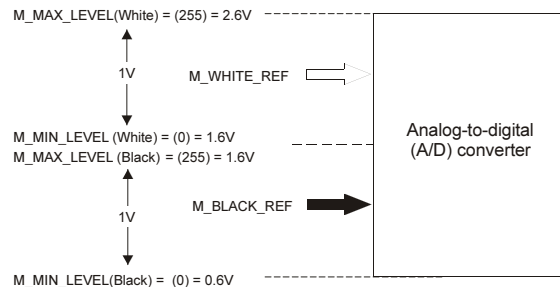 M_MAX_LEVEL(White) = (255) = 2.6V
1V
M_WHITE_REF
M_MIN_LEVEL (White) = (0) = 1.6V
M_MAX_LEVEL (Black) = (255) = 1.6V
Analog-to-digital
(A/D) converter
1V
M_BLACK_REF
M_MIN_LEVEL(Black) = (0) = 0.6V